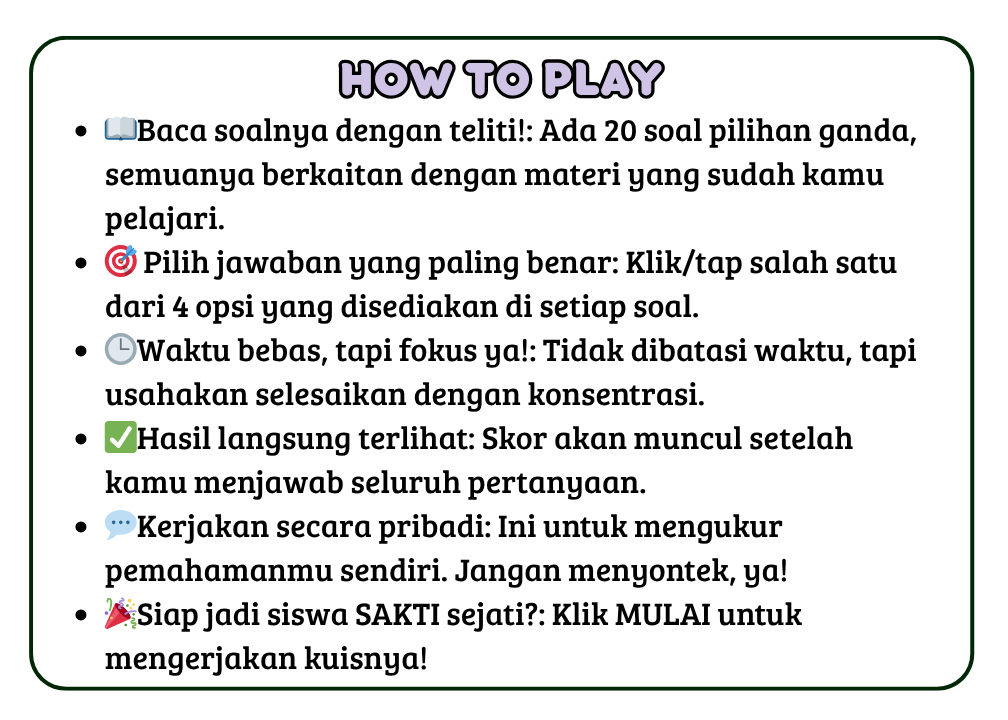 HOW TO PLAY
• 📖Baca soalnya dengan teliti!: Ada 20 soal pilihan ganda,
semuanya berkaitan dengan materi yang sudah kamu
pelajari.
• 🎯 Pilih jawaban yang paling benar: Klik/tap salah satu
dari 4 opsi yang disediakan di setiap soal.
• 🕒Waktu bebas, tapi fokus ya!: Tidak dibatasi waktu, tapi
usahakan selesaikan dengan konsentrasi.
• ✅Hasil langsung terlihat: Skor akan muncul setelah
kamu menjawab seluruh pertanyaan.
• 💬Kerjakan secara pribadi: Ini untuk mengukur
pemahamanmu sendiri. Jangan menyontek, ya!
• 🎉Siap jadi siswa SAKTI sejati?: Klik MULAI untuk
mengerjakan kuisnya!